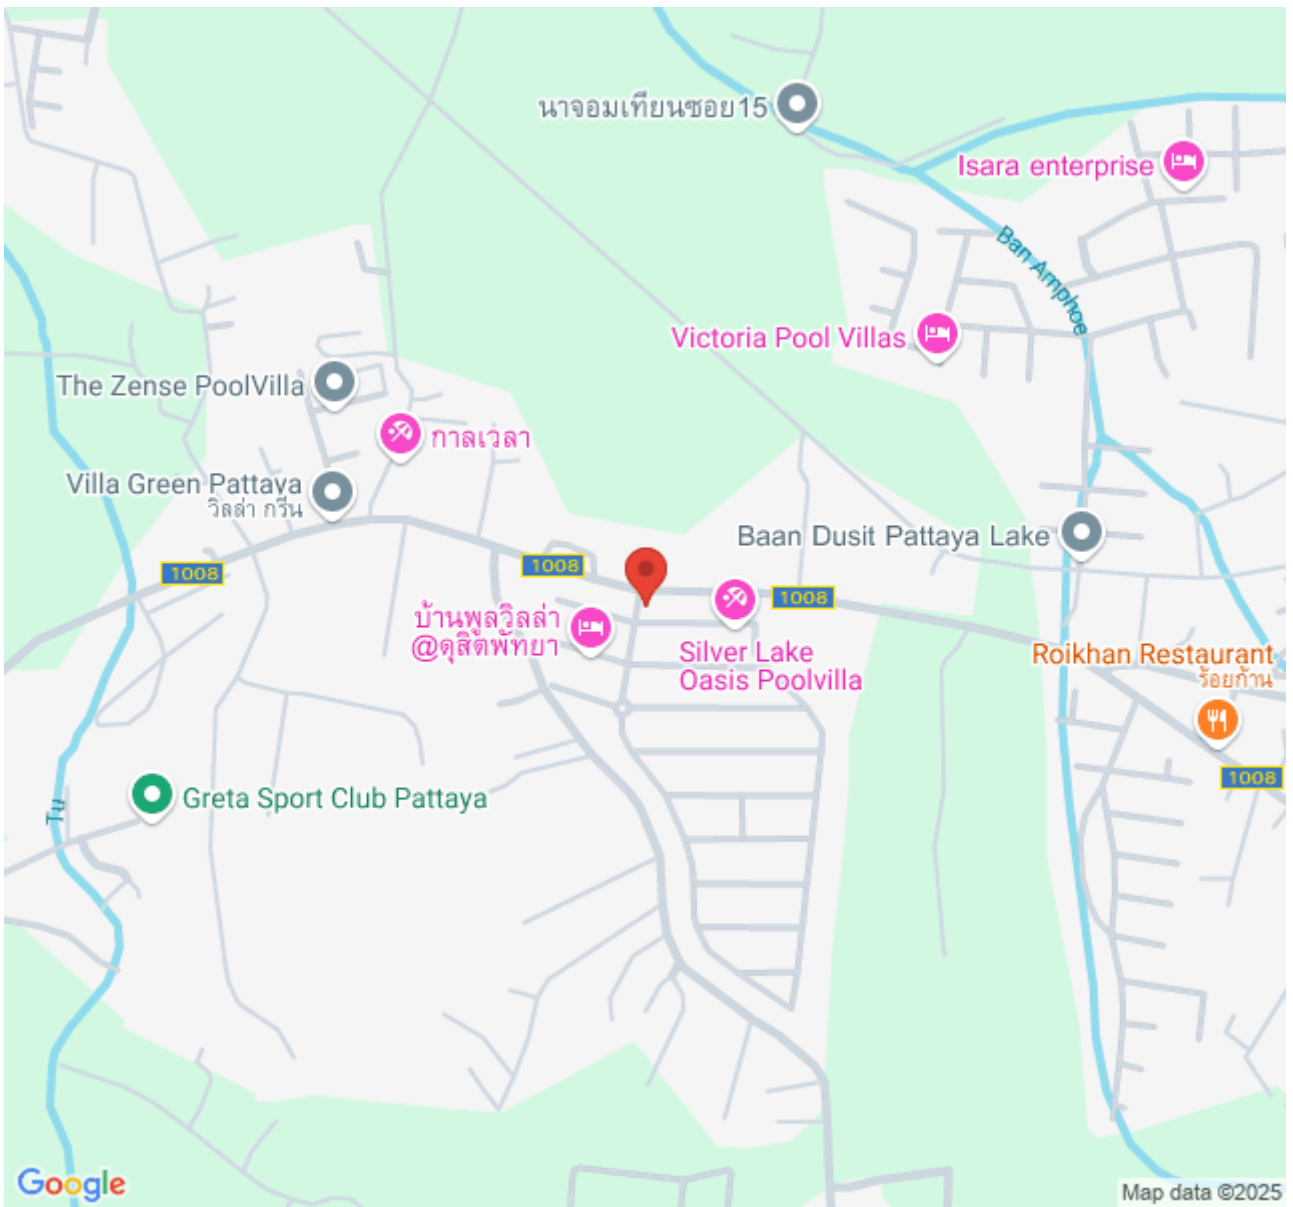 นาจอมเทียนซอย15
Isara enterprise
Ban Amphoe
Victoria Pool Villas
The Zense PoolVilla
กาลเวลา
Villa Green Pattaya
วิลล่า กรีน
Baan Dusit Pattaya Lake
1008
1008
1008
บ้านพูลวิลล่า
@ดุสิตพัทยา
Silver Lake
Oasis Poolvilla
Roikhan Restaurant
ร้อยก้าน
1008
Greta Sport Club Pattaya
Tu
Google
Map data ©2025